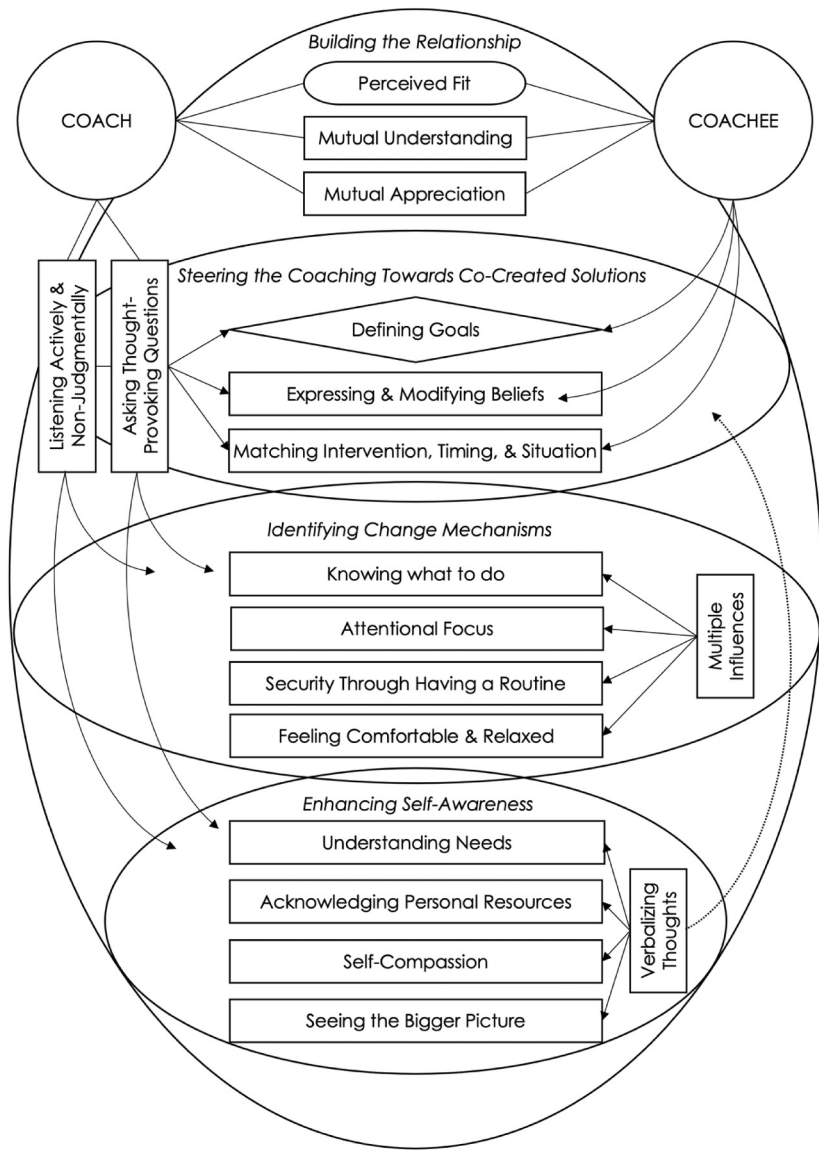 Building the Relationship
COACH
Perceived Fit
COACHEE
Mutual Understanding
Mutual Appreciation
Listening Actively &
Non-Judgmentally
Asking Thought-
Provoking Questions
Steering the Coaching Towards Co-Created Solutions
Defining Goals
Expressing & Modifying Beliefs
Matching Intervention, Timing, & Situation
Identifying Change Mechanisms
Knowing what to do
Attentional Focus
Security Through Having a Routine
Feeling Comfortable & Relaxed
Multiple
Influences
Enhancing Self-Awareness
Understanding Needs
Acknowledging Personal Resources
Self-Compassion
Seeing the Bigger Picture
Verbalizing
Thoughts